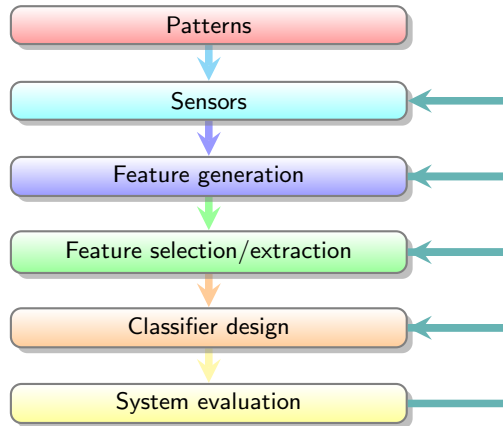 Patterns
Sensors
Feature generation
Feature selection/extraction
Classifier design
System evaluation